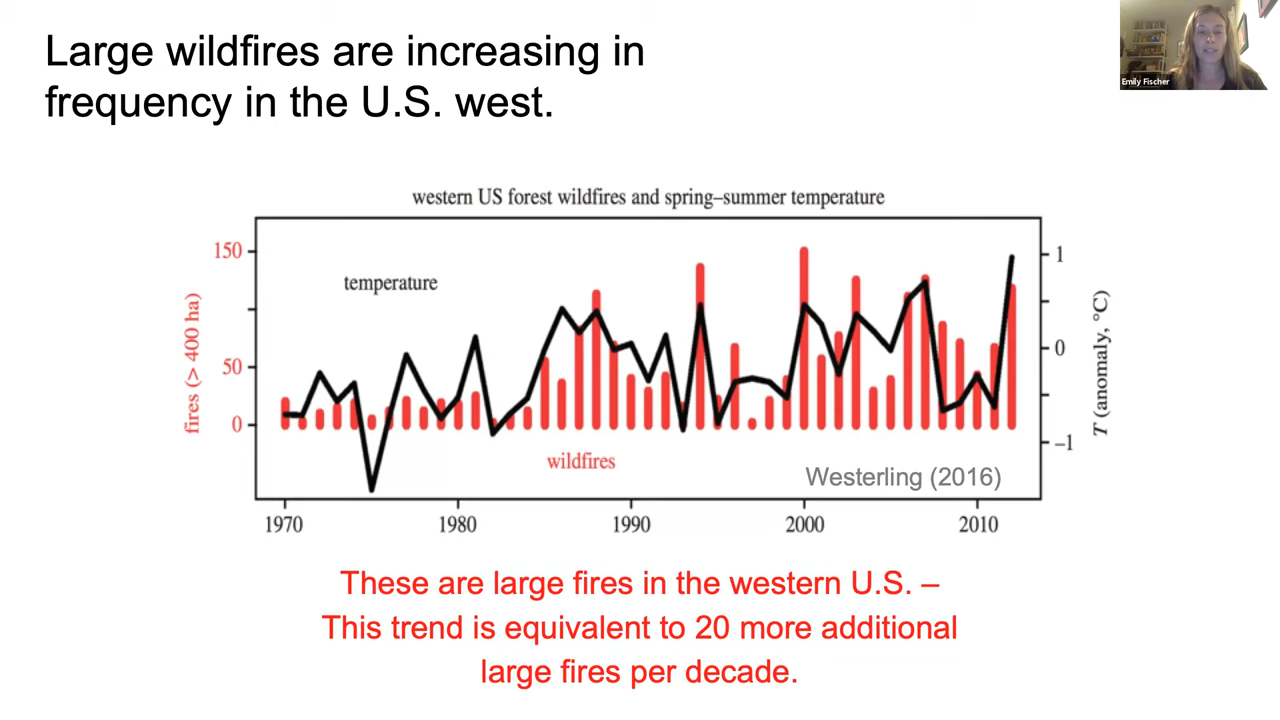 Large wildfires are increasing in
frequency in the U.S. west.
Emily Fischer
western US forest wildfires and spring–summer temperature
150
50
0
fires (> 400 ha)
temperature
wildfires
1
0
–1
T (anomaly, °C)
Westerling (2016)
1970
1980
1990
2000
2010
These are large fires in the western U.S. –
This trend is equivalent to 20 more additional
large fires per decade.